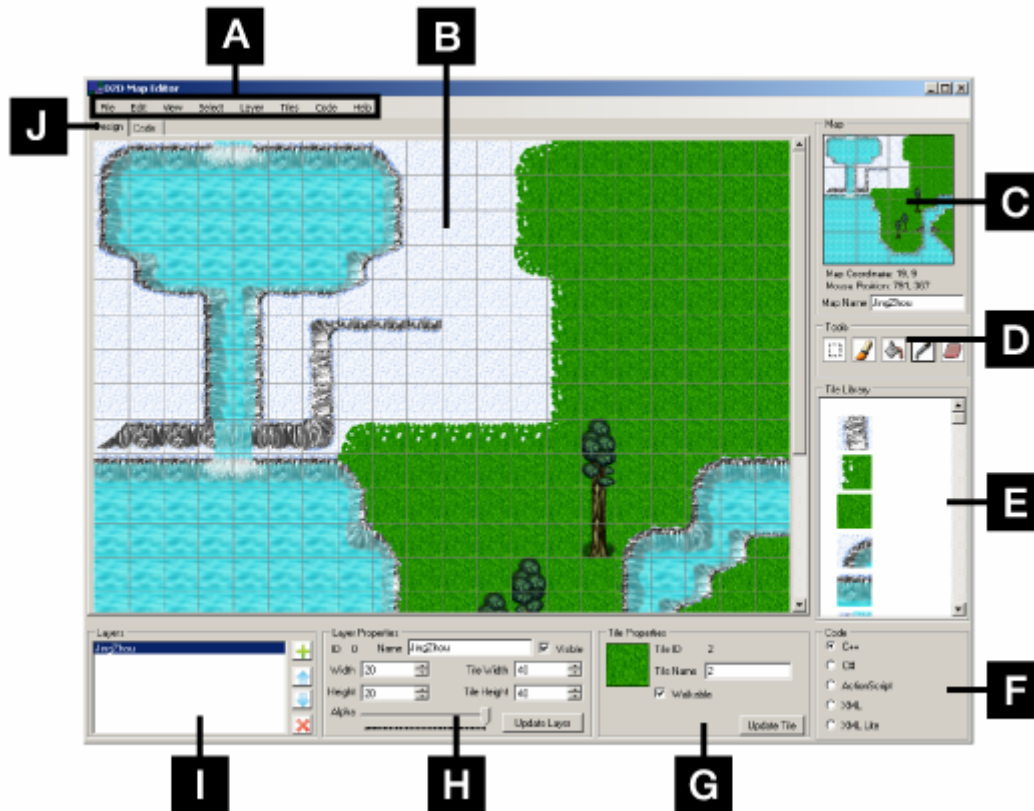 A
B
D2D Map Editor
File Edit View Select Layer Tiles Code Help
J
Design Code
Map
C
Map Coordinate: 19, 9
Mouse Position: 791, 387
Map Name JingZhou
Tools
D
Tile Library
E
Layers
JingZhou
Layer Properties
ID 0 Name JingZhou Visible
Width 20 Tile Width 40
Height 20 Tile Height 40
Alpha
Update Layer
Tile Properties
Tile ID 2
Tile Name 2
Walkable
Update Tile
Code
C++
C#
ActionScript
XML
XML Lite
F
I
H
G